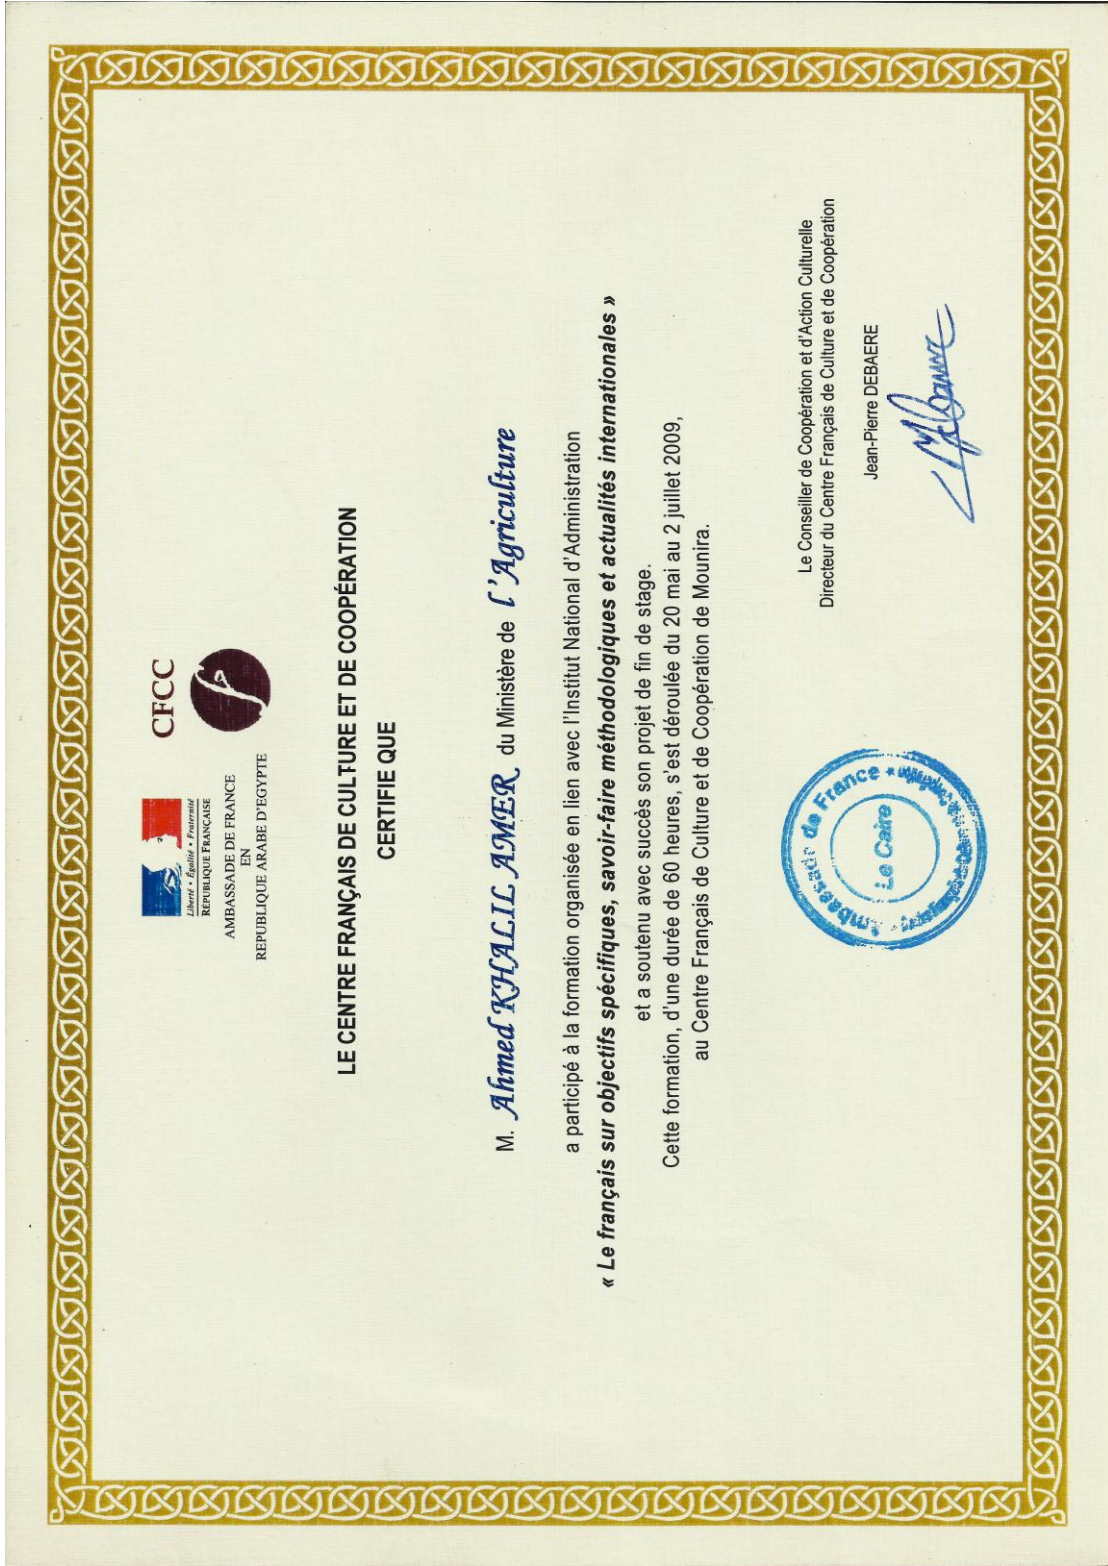 Liberté • Égalité • Fraternité
RÉPUBLIQUE FRANÇAISE
AMBASSADE DE FRANCE
EN
REPUBLIQUE ARABE D'EGYPTE
CFCC
LE CENTRE FRANÇAIS DE CULTURE ET DE COOPÉRATION
CERTIFIE QUE
M. Ahmed KHALIL AMER du Ministère de l'Agriculture
a participé à la formation organisée en lien avec l'Institut National d'Administration
« Le français sur objectifs spécifiques, savoir-faire méthodologiques et actualités internationales »
et a soutenu avec succès son projet de fin de stage.
Cette formation, d'une durée de 60 heures, s'est déroulée du 20 mai au 2 juillet 2009,
au Centre Français de Culture et de Coopération de Mounira.
Ambassade de France
Le Caire
Le Conseiller de Coopération et d'Action Culturelle
Directeur du Centre Français de Culture et de Coopération
Jean-Pierre DEBAERE